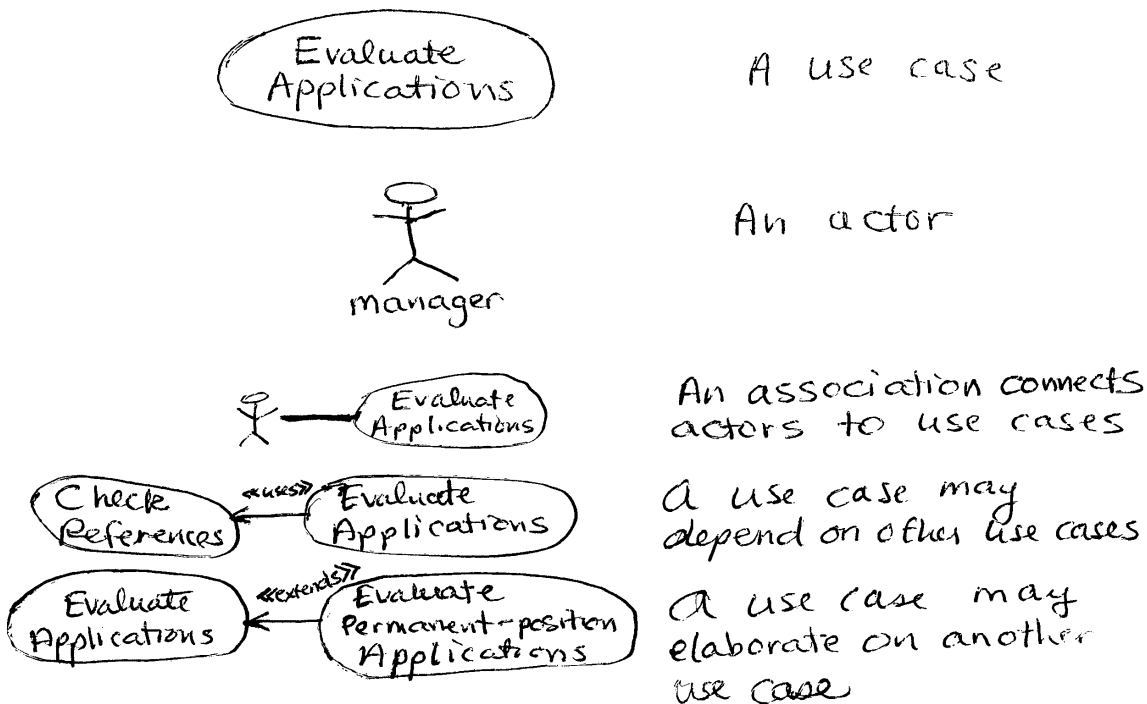 Evaluate
Applications
A use case
An actor
manager
Evaluate
Applications
An association connects
actors to use cases
Check
References
«uses»
Evaluate
Applications
A use case may
depend on other use cases
Evaluate
Applications
«extends»
Evaluate
Permanent-position
Applications
A use case may
elaborate on another
use case